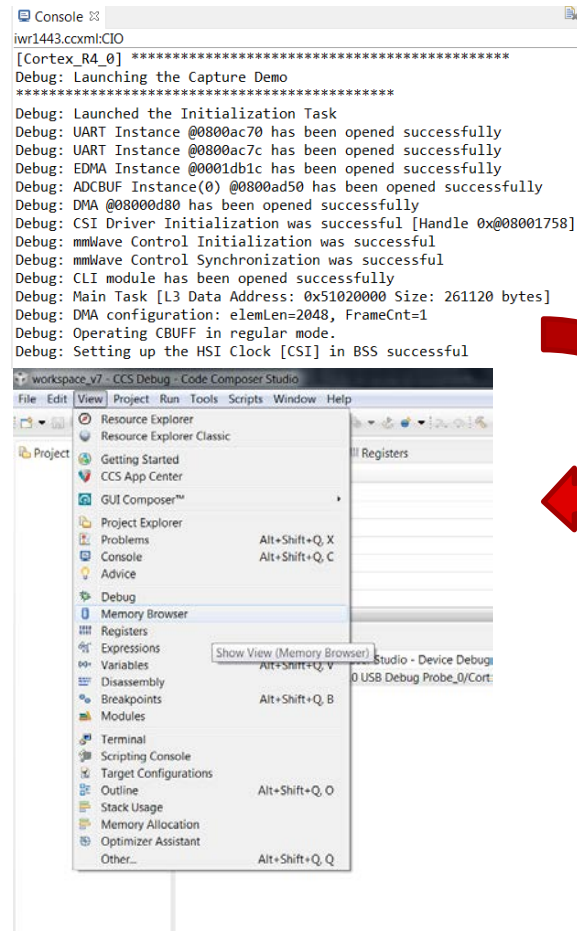 Console
iwr1443.ccxml:CIO
[Cortex_R4_0] **********************************************
Debug: Launching the Capture Demo
**********************************************
Debug: Launched the Initialization Task
Debug: UART Instance @0800ac70 has been opened successfully
Debug: UART Instance @0800ac7c has been opened successfully
Debug: EDMA Instance @0001db1c has been opened successfully
Debug: ADCBUF Instance(0) @0800ad50 has been opened successfully
Debug: DMA @08000d80 has been opened successfully
Debug: CSI Driver Initialization was successful [Handle 0x@08001758]
Debug: mmWave Control Initialization was successful
Debug: mmWave Control Synchronization was successful
Debug: CLI module has been opened successfully
Debug: Main Task [L3 Data Address: 0x51020000 Size: 261120 bytes]
Debug: DMA configuration: elemLen=2048, FrameCnt=1
Debug: Operating CBUFF in regular mode.
Debug: Setting up the HSI Clock [CSI] in BSS successful
workspace_v7 - CCS Debug - Code Composer Studio
File Edit View Project Run Tools Scripts Window Help
Project
Registers
Resource Explorer
Resource Explorer Classic
Getting Started
CCS App Center
GUI Composer™
Project Explorer
Problems Alt+Shift+Q, X
Console Alt+Shift+Q, C
Advice
Debug
Memory Browser
Registers
Expressions
Show View (Memory Browser)
Variables Alt+Shift+Q, V
Studio - Device Debug
Disassembly
0 USB Debug Probe_0/Cort
Breakpoints Alt+Shift+Q, B
Modules
Terminal
Scripting Console
Target Configurations
Outline Alt+Shift+Q, O
Stack Usage
Memory Allocation
Optimizer Assistant
Other... Alt+Shift+Q, Q